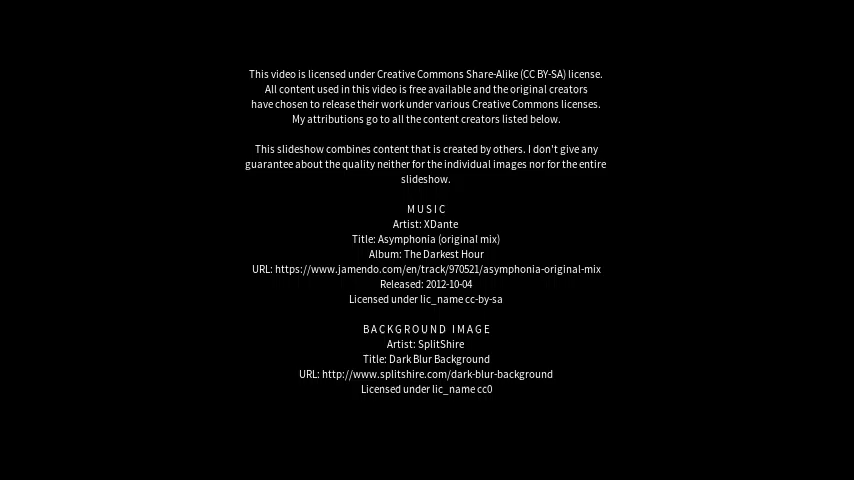 This video is licensed under Creative Commons Share-Alike (CC BY-SA) license.
All content used in this video is free available and the original creators
have chosen to release their work under various Creative Commons licenses.
My attributions go to all the content creators listed below.
This slideshow combines content that is created by others. I don't give any
guarantee about the quality neither for the individual images nor for the entire
slideshow.
MUSIC
Artist: XDante
Title: Asymphonia (original mix)
Album: The Darkest Hour
URL: https://www.jamendo.com/en/track/970521/asymphonia-original-mix
Released: 2012-10-04
Licensed under lic_name cc-by-sa
BACKGROUND IMAGE
Artist: SplitShire
Title: Dark Blur Background
URL: http://www.splitshire.com/dark-blur-background
Licensed under lic_name cc0